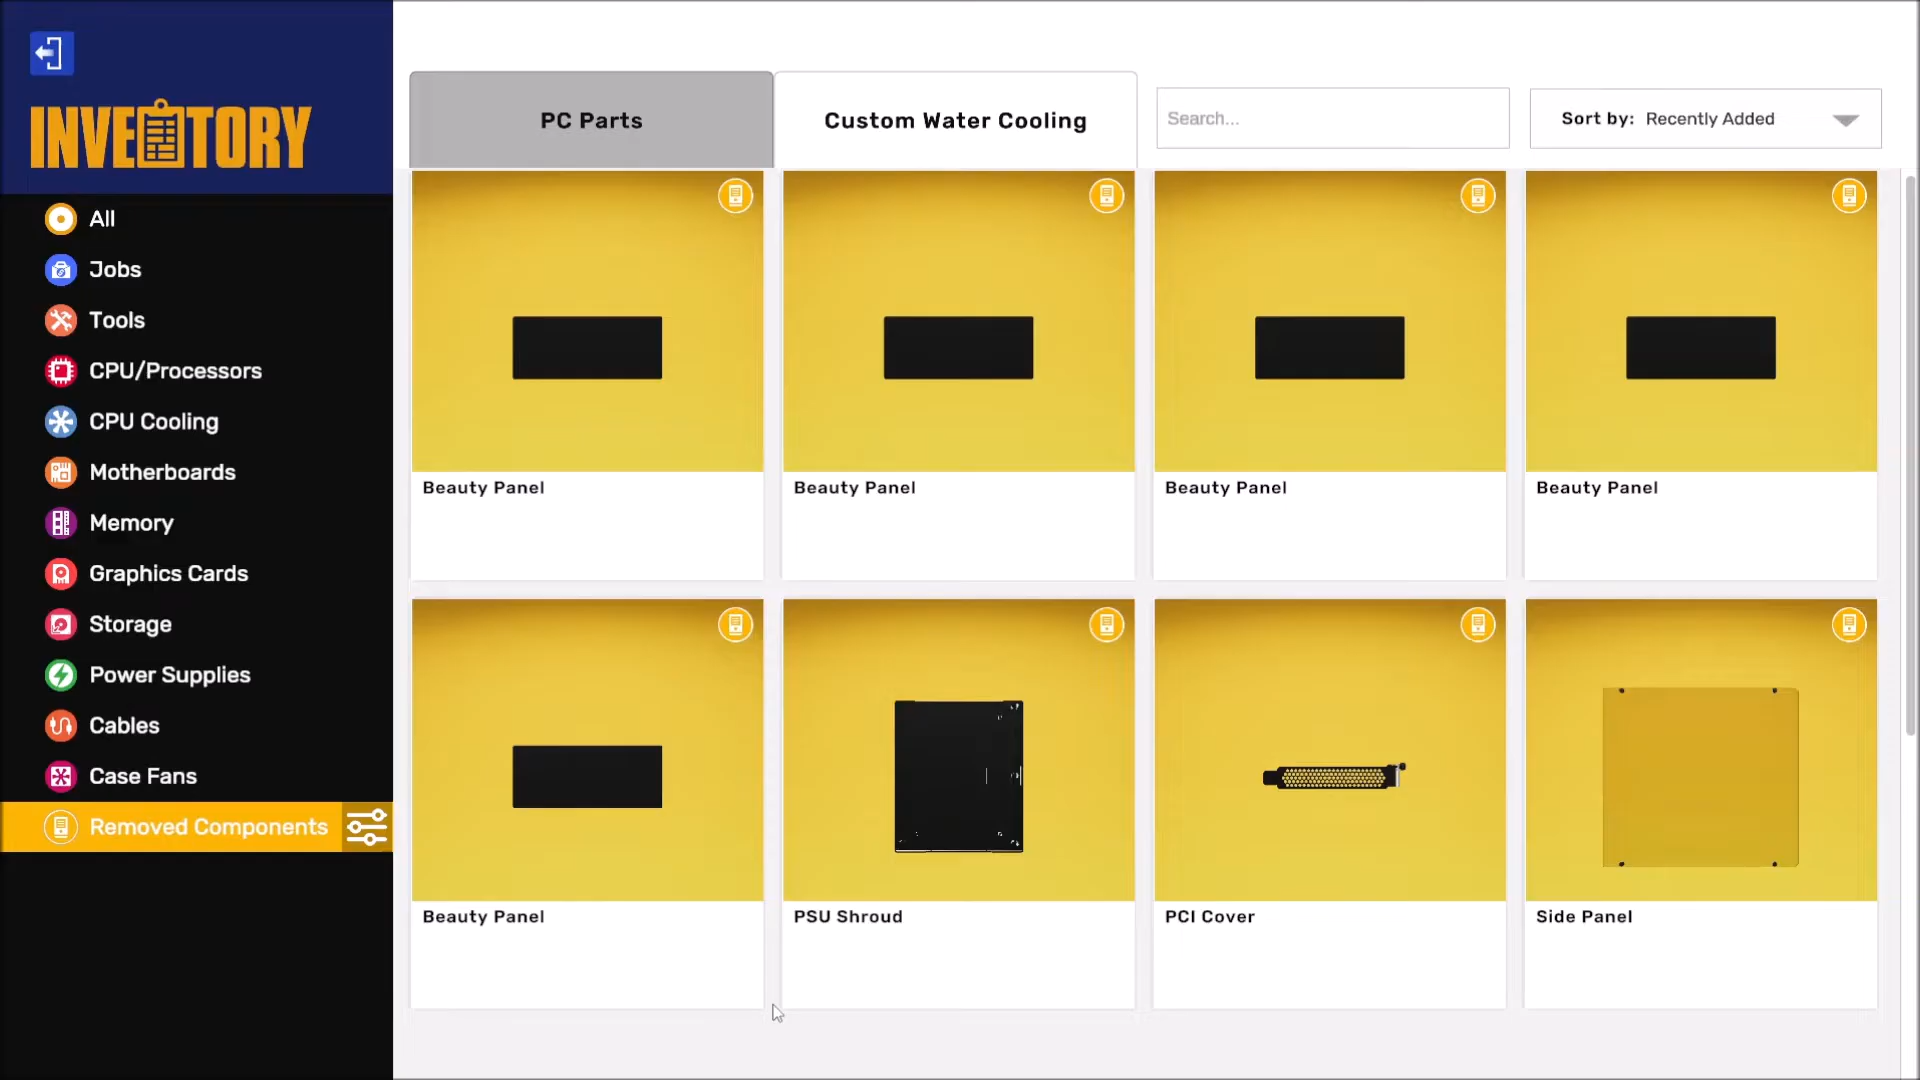 INVENTORY
All
Jobs
Tools
CPU/Processors
CPU Cooling
Motherboards
Memory
Graphics Cards
Storage
Power Supplies
Cables
Case Fans
Removed Components
PC Parts
Custom Water Cooling
Search...
Sort by: Recently Added
Beauty Panel
Beauty Panel
Beauty Panel
Beauty Panel
Beauty Panel
PSU Shroud
PCI Cover
Side Panel